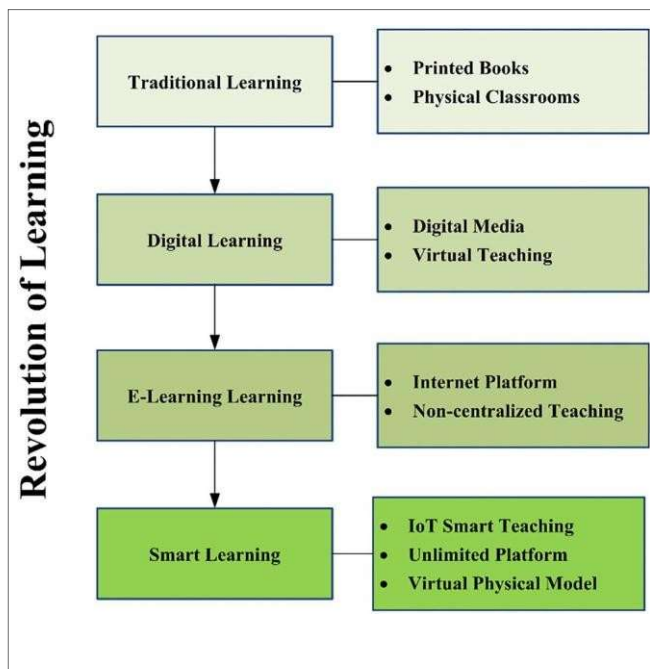 Revolution of Learning
Traditional Learning
• Printed Books
• Physical Classrooms
Digital Learning
• Digital Media
• Virtual Teaching
E-Learning Learning
• Internet Platform
• Non-centralized Teaching
Smart Learning
• IoT Smart Teaching
• Unlimited Platform
• Virtual Physical Model